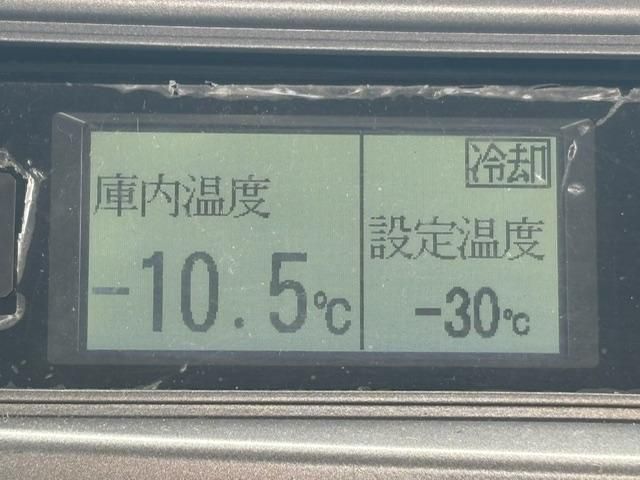 庫内温度
-10.5℃
冷却
設定温度
-30℃